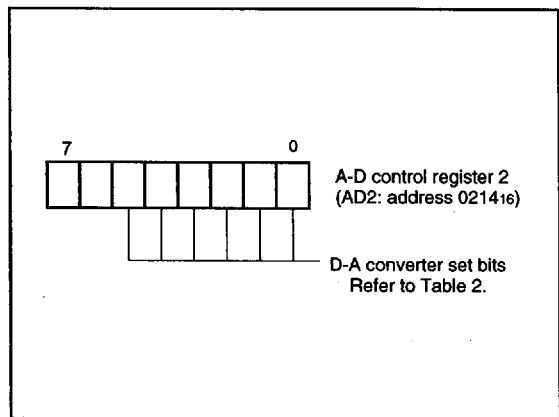 7 0
A-D control register 2
(AD2: address 021416)
D-A converter set bits
Refer to Table 2.